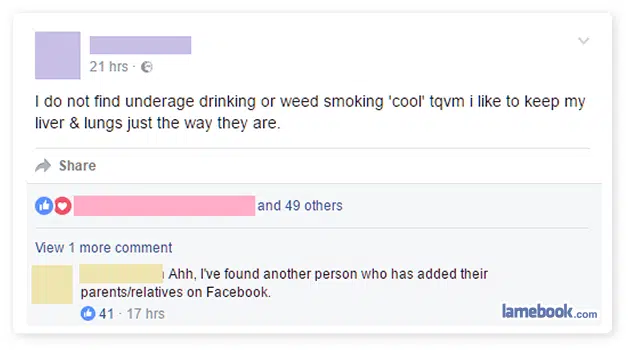 21 hrs ·
I do not find underage drinking or weed smoking 'cool' tqvm i like to keep my
liver & lungs just the way they are.
Share
and 49 others
View 1 more comment
Ahh, I've found another person who has added their
parents/relatives on Facebook.
41 · 17 hrs
lamebook.com